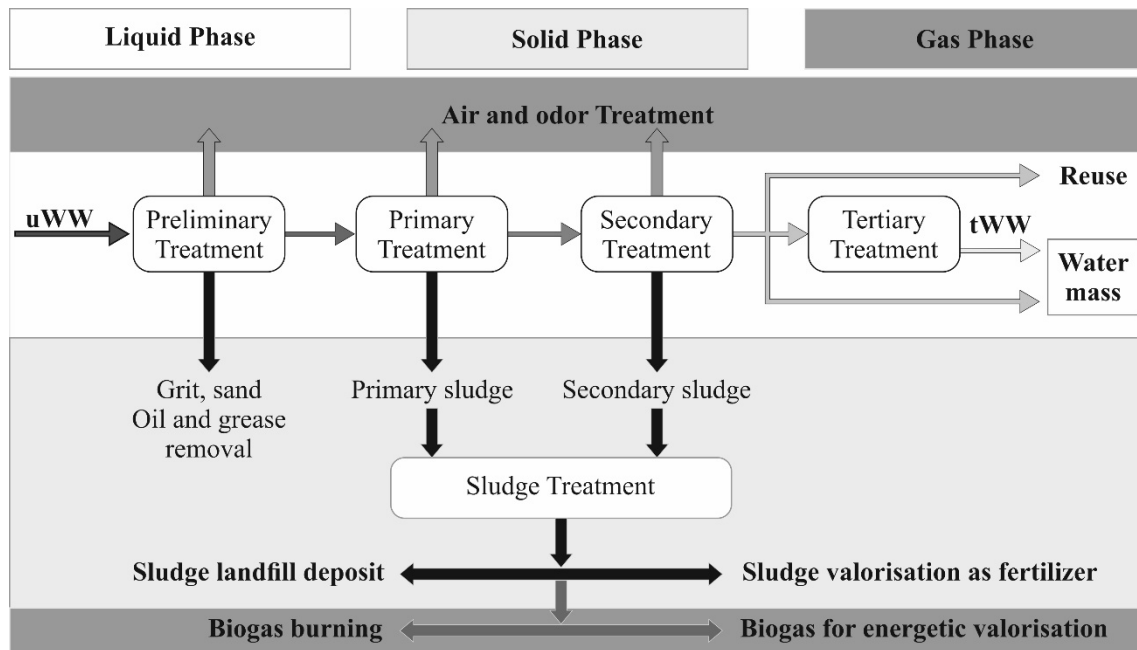 Liquid Phase
Solid Phase
Gas Phase
Air and odor Treatment
uWW
Preliminary
Treatment
Primary
Treatment
Secondary
Treatment
Tertiary
Treatment
tWW
Reuse
Water
mass
Grit, sand
Oil and grease
removal
Primary sludge
Secondary sludge
Sludge Treatment
Sludge landfill deposit
Sludge valorisation as fertilizer
Biogas burning
Biogas for energetic valorisation